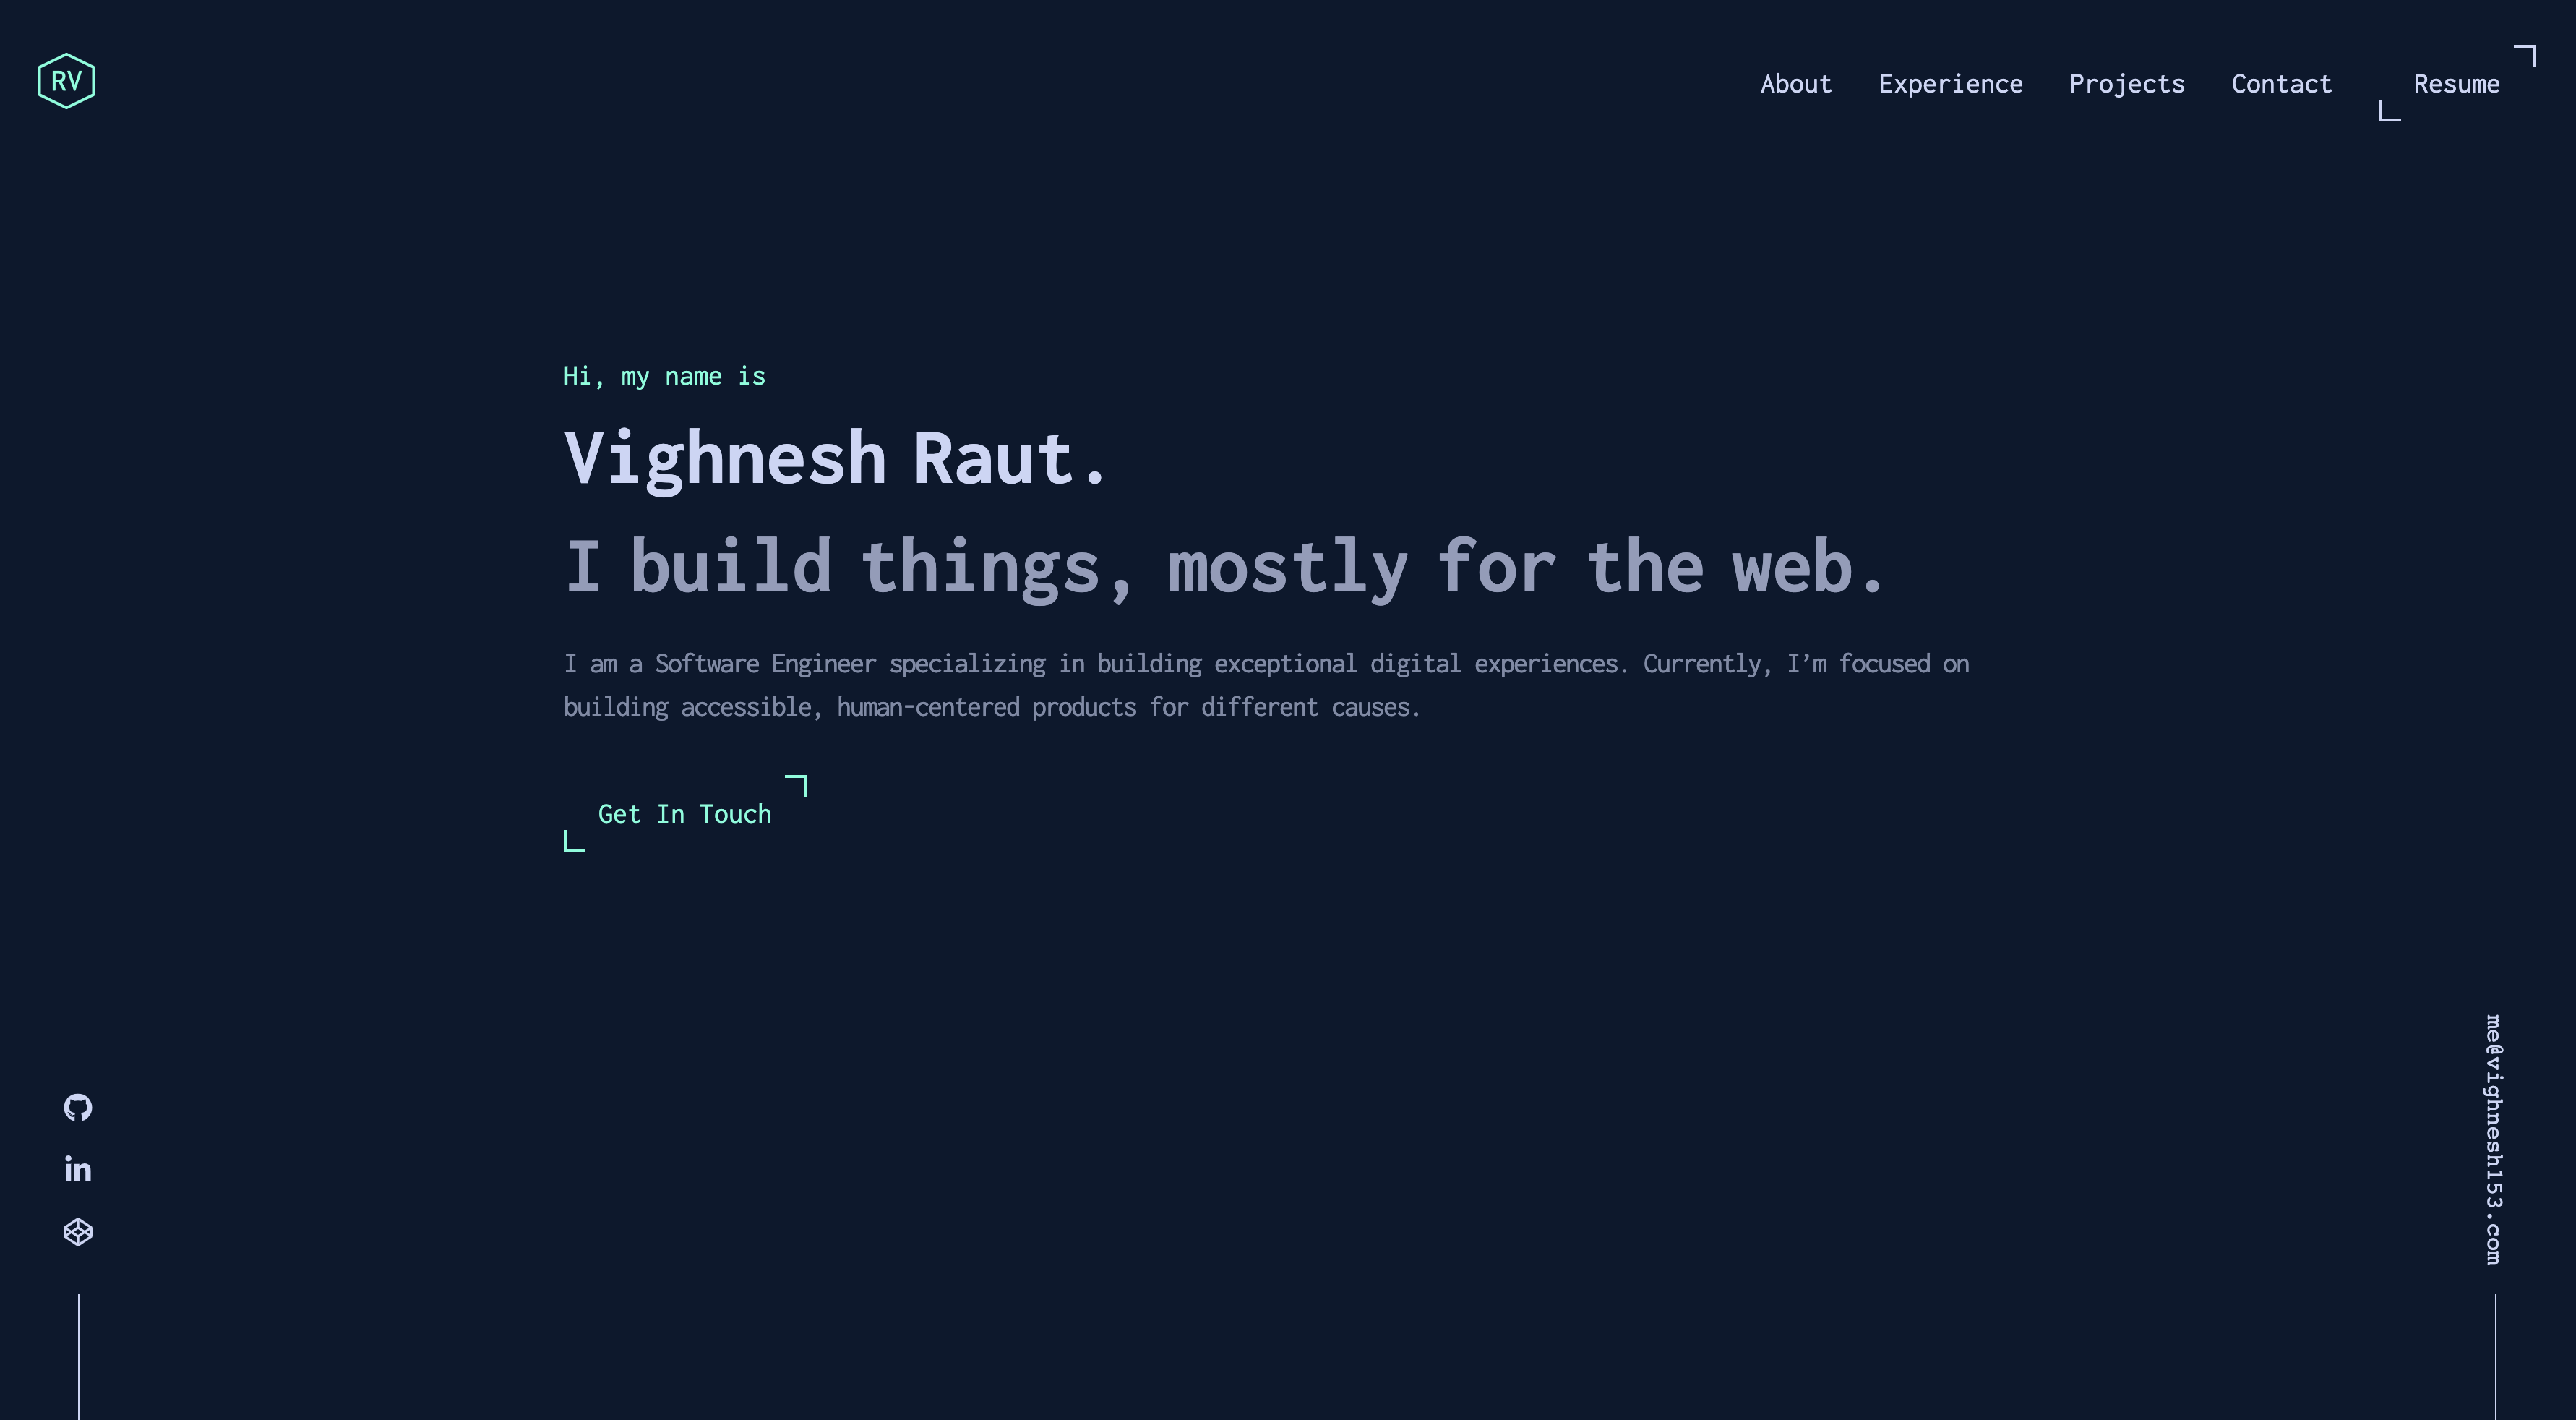 RV
About
Experience
Projects
Contact
Resume
Hi, my name is
Vighnesh Raut.
I build things, mostly for the web.
I am a Software Engineer specializing in building exceptional digital experiences. Currently, I’m focused on
building accessible, human-centered products for different causes.
Get In Touch
in
me@vighnesh153.com